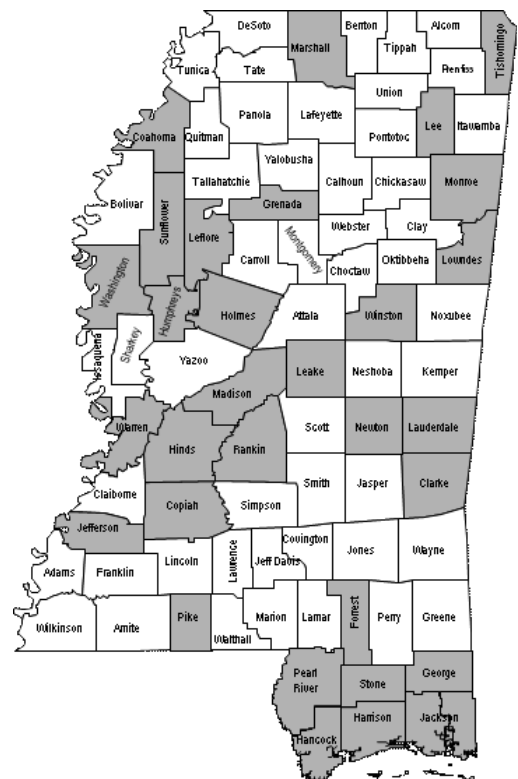 DeSoto
Marshall
Benton
Tippah
Alcorn
Tishomingo
Prentiss
Tunica
Tate
Union
Panola
Lafeyette
Pontotoc
Lee
Itawamba
Coahoma
Quitman
Yalobusha
Tallahatchie
Calhoun
Chickasaw
Monroe
Bolivar
Sunflower
Leflore
Grenada
Webster
Clay
Carroll
Montgomery
Choctaw
Oktibbeha
Lowndes
Washington
Humphreys
Holmes
Attala
Winston
Noxubee
Issaquena
Sharkey
Yazoo
Leake
Neshoba
Kemper
Madison
Warren
Hinds
Rankin
Scott
Newton
Lauderdale
Claiborne
Copiah
Simpson
Smith
Jasper
Clarke
Jefferson
Adams
Franklin
Lincoln
Lawrence
Jeff Davis
Covington
Jones
Wayne
Wilkinson
Amite
Pike
Walthall
Marion
Lamar
Forrest
Perry
Greene
Pearl
River
Stone
George
Hancock
Harrison
Jackson